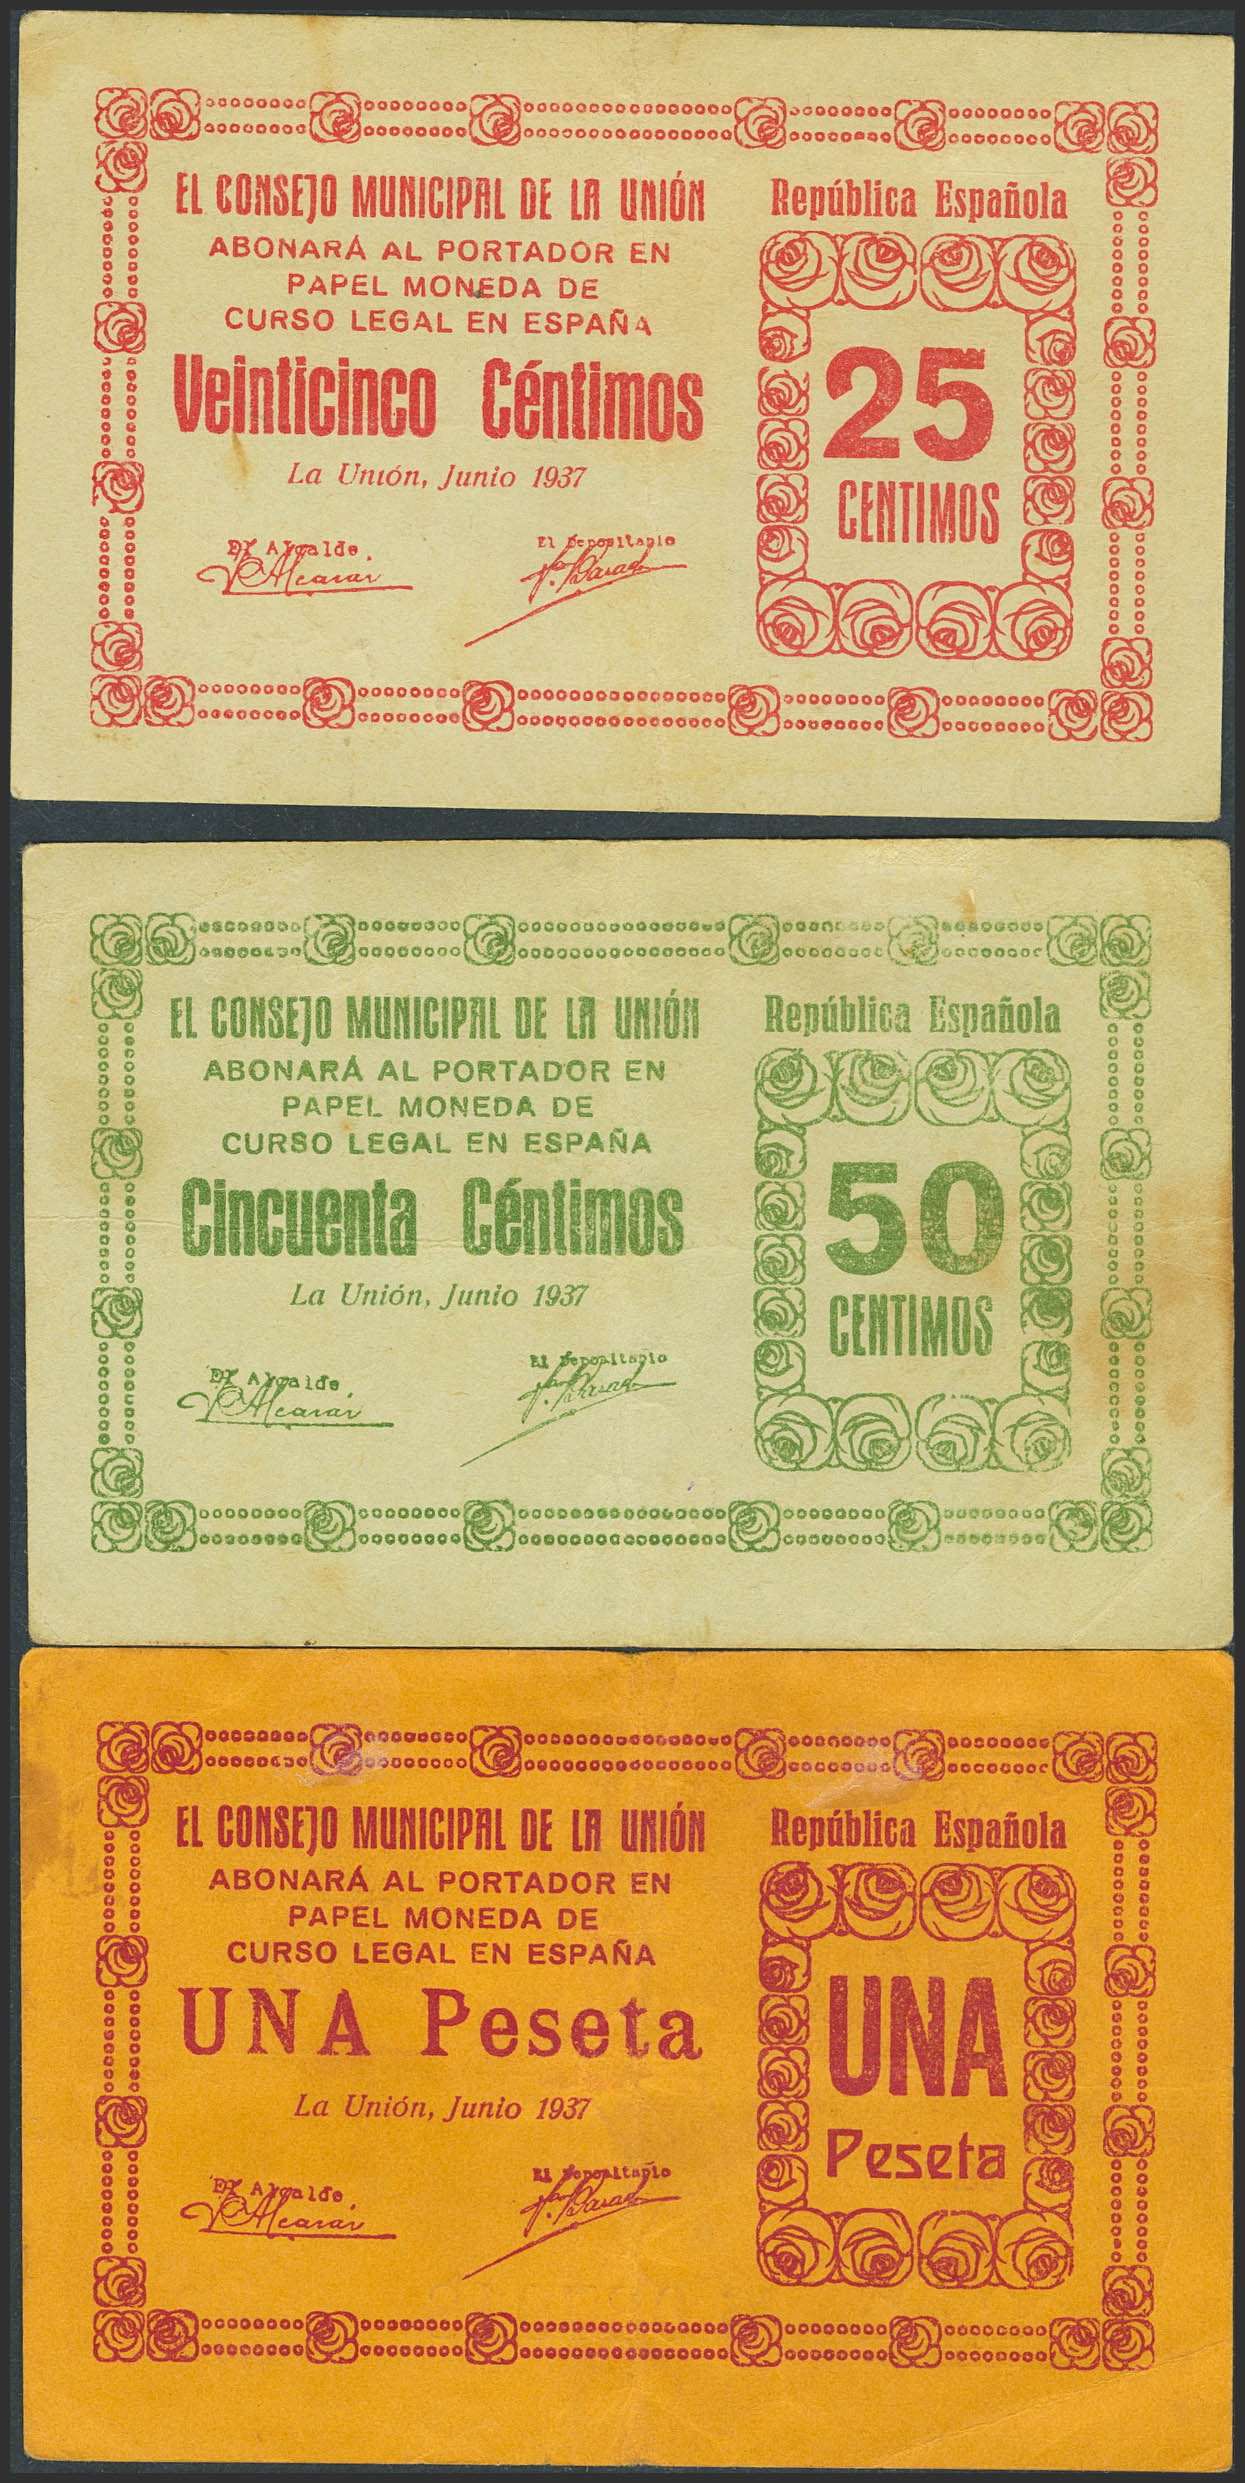 EL CONSEJO MUNICIPAL DE LA UNIÓN
ABONARÁ AL PORTADOR EN
PAPEL MONEDA DE
CURSO LEGAL EN ESPAÑA
Veinticinco Céntimos
La Unión, Junio 1937
El Alcalde,
El Depositario
República Española
25
CENTIMOS
EL CONSEJO MUNICIPAL DE LA UNIÓN
ABONARÁ AL PORTADOR EN
PAPEL MONEDA DE
CURSO LEGAL EN ESPAÑA
Cincuenta Céntimos
La Unión, Junio 1937
El Alcalde,
El Depositario
República Española
50
CENTIMOS
EL CONSEJO MUNICIPAL DE LA UNIÓN
ABONARÁ AL PORTADOR EN
PAPEL MONEDA DE
CURSO LEGAL EN ESPAÑA
UNA Peseta
La Unión, Junio 1937
El Alcalde,
El Depositario
República Española
UNA
Peseta